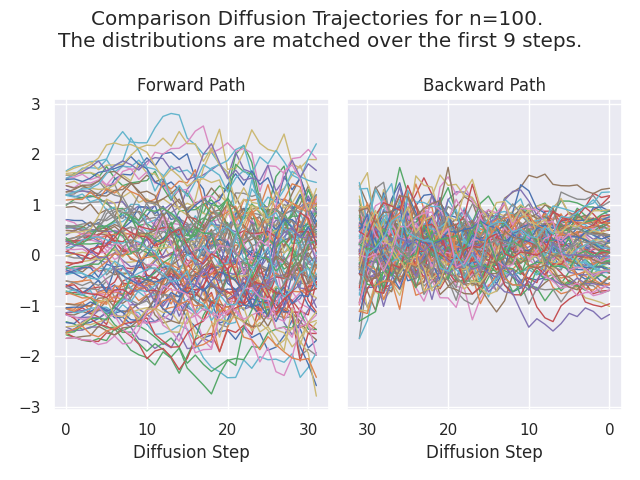 Comparison Diffusion Trajectories for n=100.
The distributions are matched over the first 9 steps.
Forward Path
Backward Path
3
2
1
0
−1
−2
−3
0 10 20 30
30 20 10 0
Diffusion Step
Diffusion Step